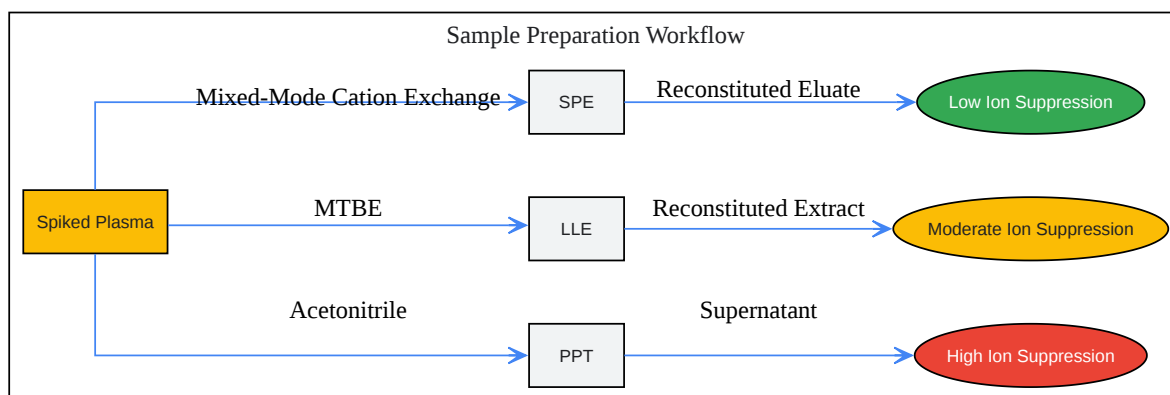 Sample Preparation Workflow
Mixed-Mode Cation Exchange
SPE
Reconstituted Eluate
Low Ion Suppression
Spiked Plasma
MTBE
LLE
Reconstituted Extract
Moderate Ion Suppression
Acetonitrile
PPT
Supernatant
High Ion Suppression